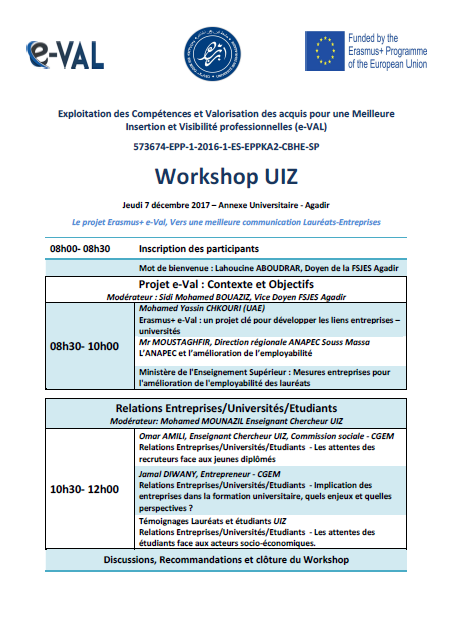 e-VAL
Funded by the
Erasmus+ Programme
of the European Union
Exploitation des Compétences et Valorisation des acquis pour une Meilleure
Insertion et Visibilité professionnelles (e-VAL)
573674-EPP-1-2016-1-ES-EPPKA2-CBHE-SP
Workshop UIZ
Jeudi 7 décembre 2017 – Annexe Universitaire - Agadir
Le projet Erasmus+ e-Val, Vers une meilleure communication Lauréats-Entreprises
08h00- 08h30 Inscription des participants
Mot de bienvenue : Lahoucine ABOUDRAR, Doyen de la FSJES Agadir
Projet e-Val : Contexte et Objectifs
Modérateur : Sidi Mohamed BOUAZIZ, Vice Doyen FSJES Agadir
08h30- 10h00
Mohamed Yassin CHKOURI (UAE)
Erasmus+ e-Val : un projet clé pour développer les liens entreprises –
universités
Mr MOUSTAGHFIR, Direction régionale ANAPEC Souss Massa
L’ANAPEC et l’amélioration de l’employabilité
Ministère de l'Enseignement Supérieur : Mesures entreprises pour
l'amélioration de l'employabilité des lauréats
Relations Entreprises/Universités/Etudiants
Modérateur: Mohamed MOUNAZIL Enseignant Chercheur UIZ
10h30- 12h00
Omar AMILI, Enseignant Chercheur UIZ, Commission sociale - CGEM
Relations Entreprises/Universités/Etudiants - Les attentes des
recruteurs face aux jeunes diplômés
Jamal DIWANY, Entrepreneur - CGEM
Relations Entreprises/Universités/Etudiants - Implication des
entreprises dans la formation universitaire, quels enjeux et quelles
perspectives ?
Témoignages Lauréats et étudiants UIZ
Relations Entreprises/Universités/Etudiants - Les attentes des
étudiants face aux acteurs socio-économiques.
Discussions, Recommandations et clôture du Workshop